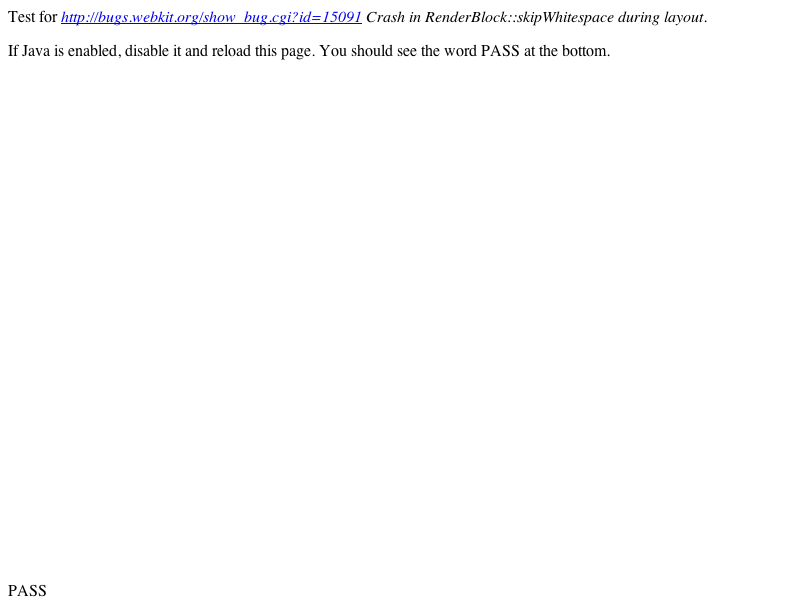 Test for http://bugs.webkit.org/show_bug.cgi?id=15091 Crash in RenderBlock::skipWhitespace during layout.
If Java is enabled, disable it and reload this page. You should see the word PASS at the bottom.
PASS